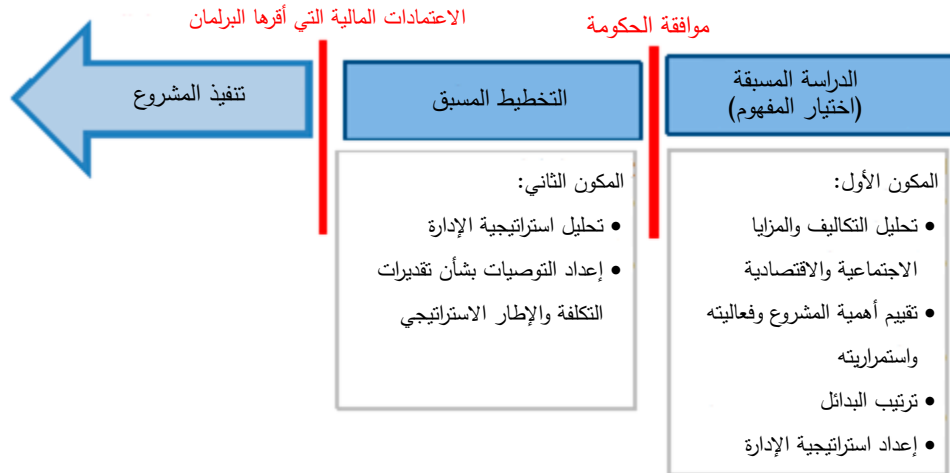 موافقة الحكومة
الاعتمادات المالية التي أقرها البرلمان
الدراسة المسبقة
(اختيار المفهوم)
التخطيط المسبق
تنفيذ المشروع
المكون الأول:
• تحليل التكاليف والمزايا
الاجتماعية والاقتصادية
• تقييم أهمية المشروع وفعاليته
واستمراريته
• ترتيب البدائل
• إعداد استراتيجية الإدارة
المكون الثاني:
• تحليل استراتيجية الإدارة
• إعداد التوصيات بشأن تقديرات
التكلفة والإطار الاستراتيجي